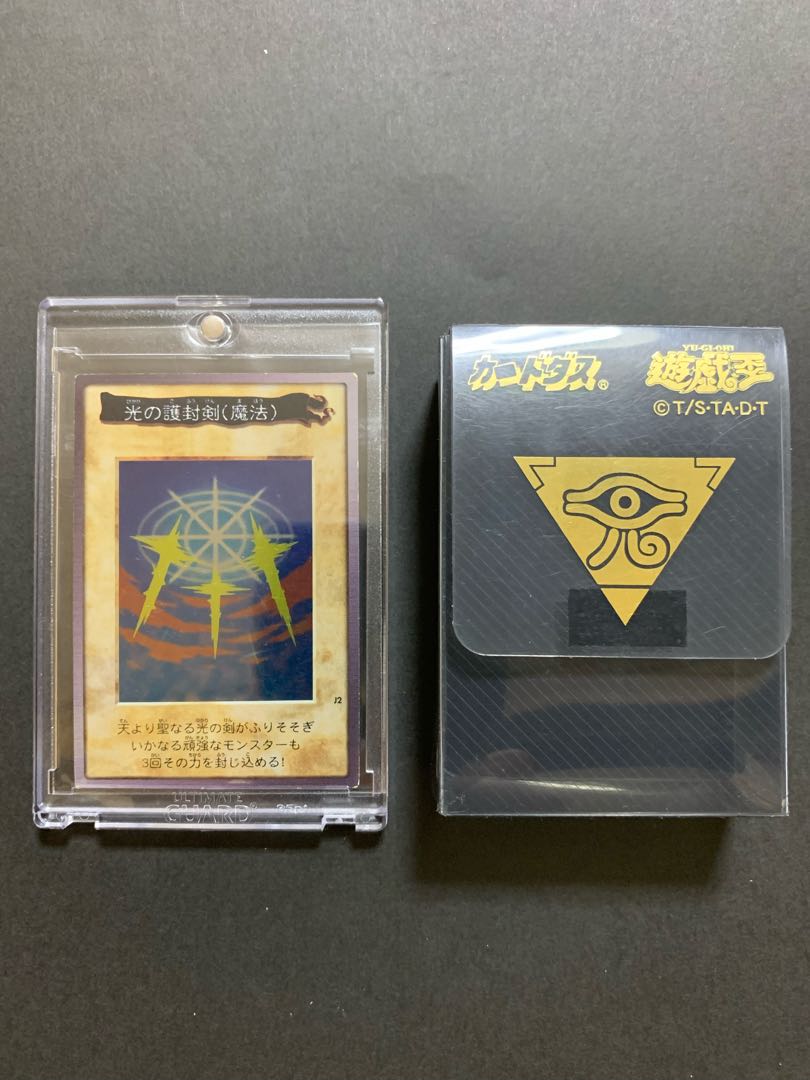 光の護封剣(魔法)
J2
天より聖なる光の剣がふりそそぎ
いかなる頑強なモンスターも
3回その力を封じ込める!
ULTIMATE
GUARD
カードダス®
YU-GI-OH!
遊戯王
©T/S・TA・D・T